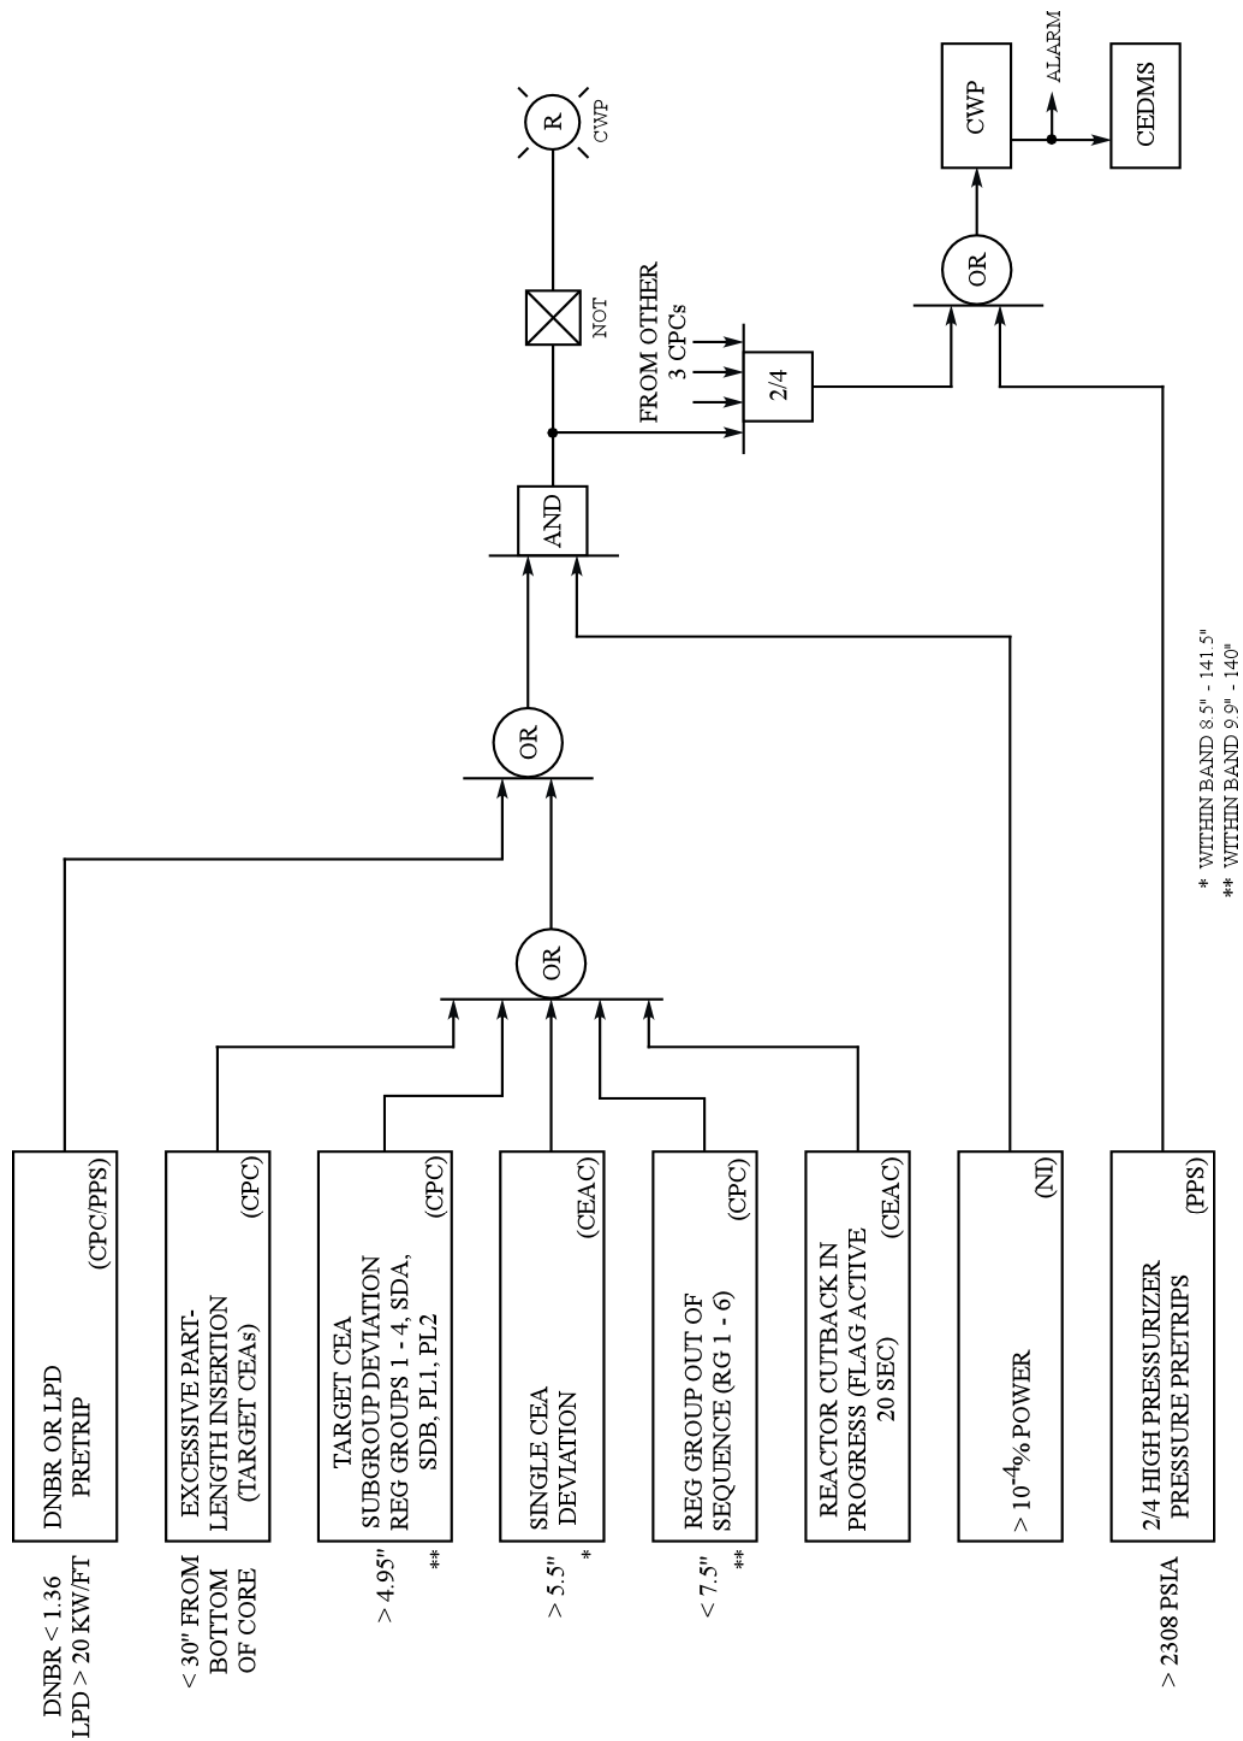 DNBR < 1.36
LPD > 20 KW/FT
DNBR OR LPD
PRETRIP
(CPC/PPS)
< 30" FROM
BOTTOM
OF CORE
EXCESSIVE PART-
LENGTH INSERTION
(TARGET CEAs)
(CPC)
> 4.95"
**
TARGET CEA
SUBGROUP DEVIATION
REG GROUPS 1 - 4, SDA,
SDB, PL1, PL2
(CPC)
> 5.5"
*
SINGLE CEA
DEVIATION
(CEAC)
< 7.5"
**
REG GROUP OUT OF
SEQUENCE (RG 1 - 6)
(CPC)
REACTOR CUTBACK IN
PROGRESS (FLAG ACTIVE
20 SEC)
(CEAC)
> 10⁻⁴% POWER
(NI)
> 2308 PSIA
2/4 HIGH PRESSURIZER
PRESSURE PRETRIPS
(PPS)
OR
OR
AND
NOT
R
CWP
FROM OTHER
3 CPCs
2/4
OR
CWP
ALARM
CEDMS
* WITHIN BAND 8.5" - 141.5"
** WITHIN BAND 9.9" - 140"